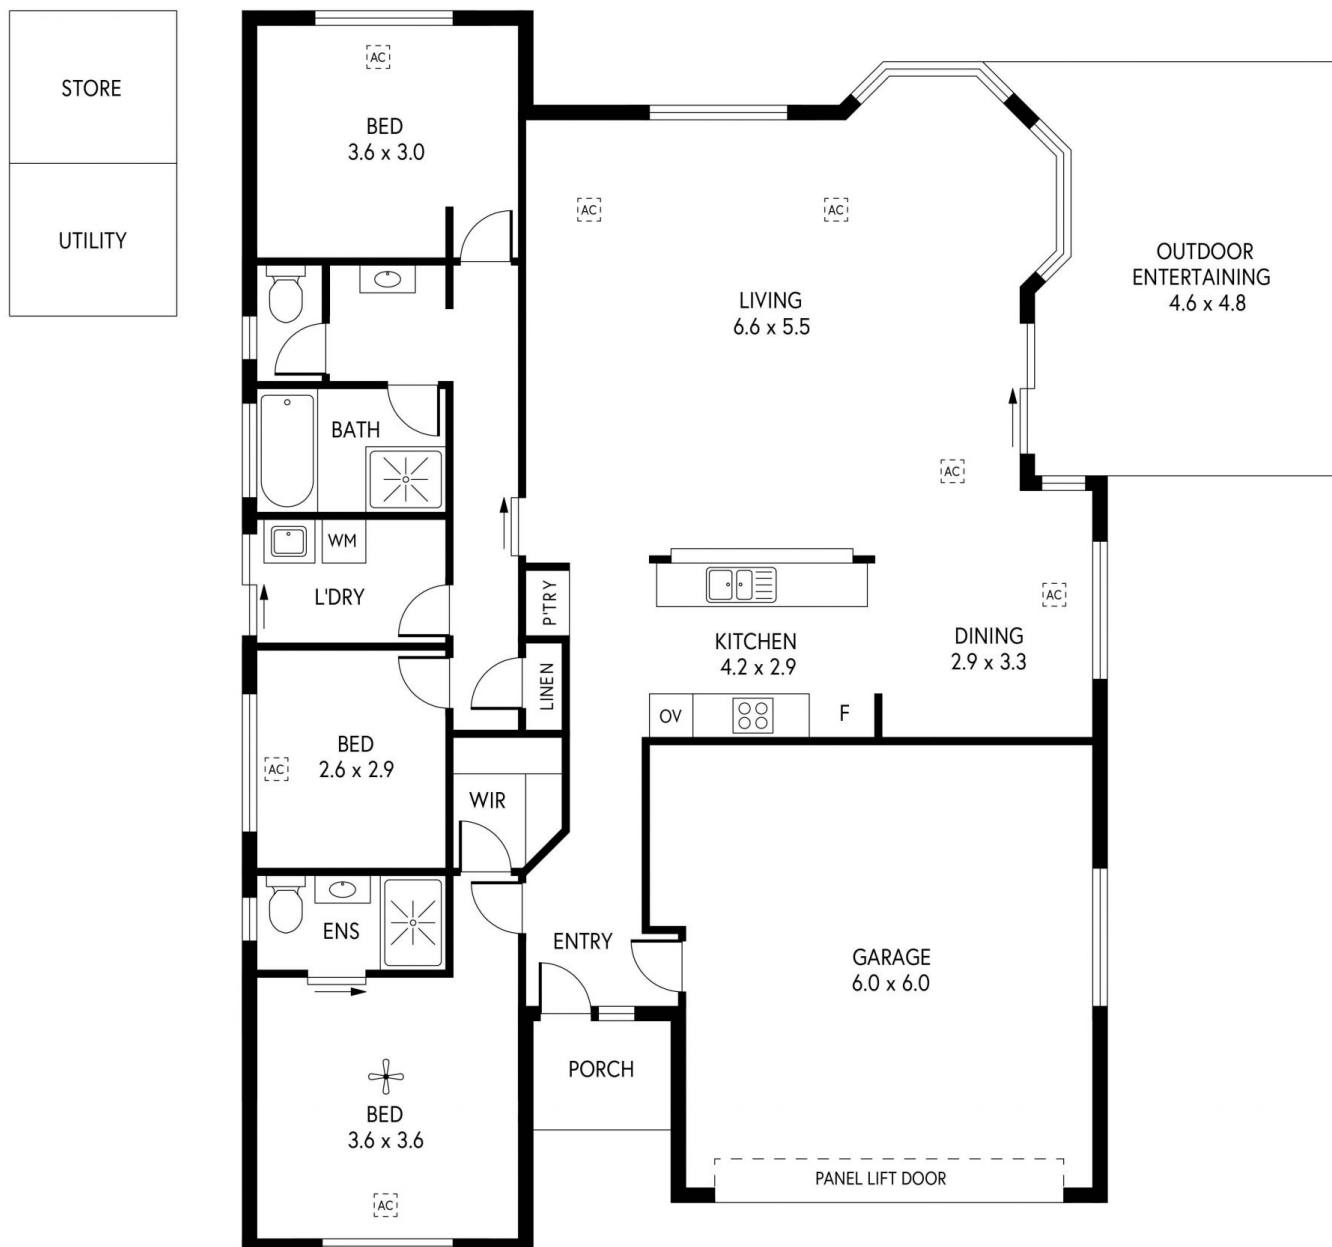 STORE
UTILITY
AC
BED
3.6 x 3.0
AC
AC
LIVING
6.6 x 5.5
OUTDOOR
ENTERTAINING
4.6 x 4.8
BATH
AC
WM
L'DRY
P'TRY
AC
KITCHEN
4.2 x 2.9
DINING
2.9 x 3.3
LINEN
OV
F
BED
2.6 x 2.9
AC
WIR
ENS
ENTRY
GARAGE
6.0 x 6.0
PORCH
BED
3.6 x 3.6
AC
PANEL LIFT DOOR